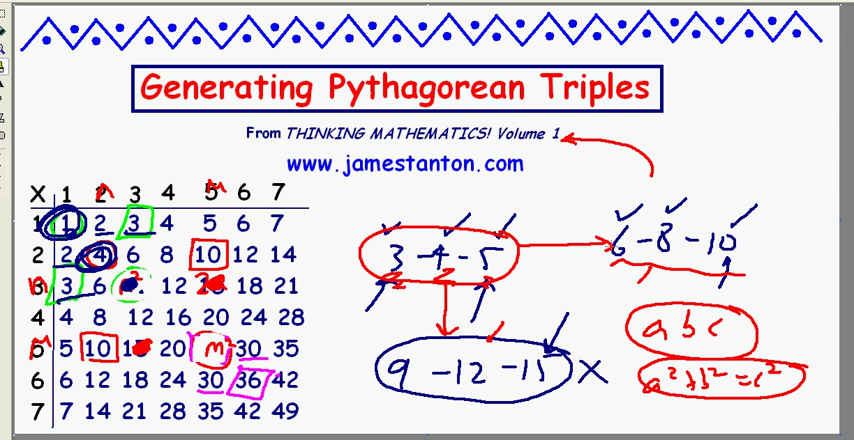 Generating Pythagorean Triples
From THINKING MATHEMATICS! Volume 1
www.jamestanton.com
X 1 2 3 4 5 6 7
n m
1 1 2 3 4 5 6 7
2 2 4 6 8 10 12 14
3 3 6 12 18 21
n
4 4 8 12 16 20 24 28
5 5 10 20 m² 30 35
6 6 12 18 24 30 36 42
7 7 14 21 28 35 42 49
3 - 4 - 5
6 - 8 - 10
9 - 12 - 15 X
a b c
a² + b² = c²